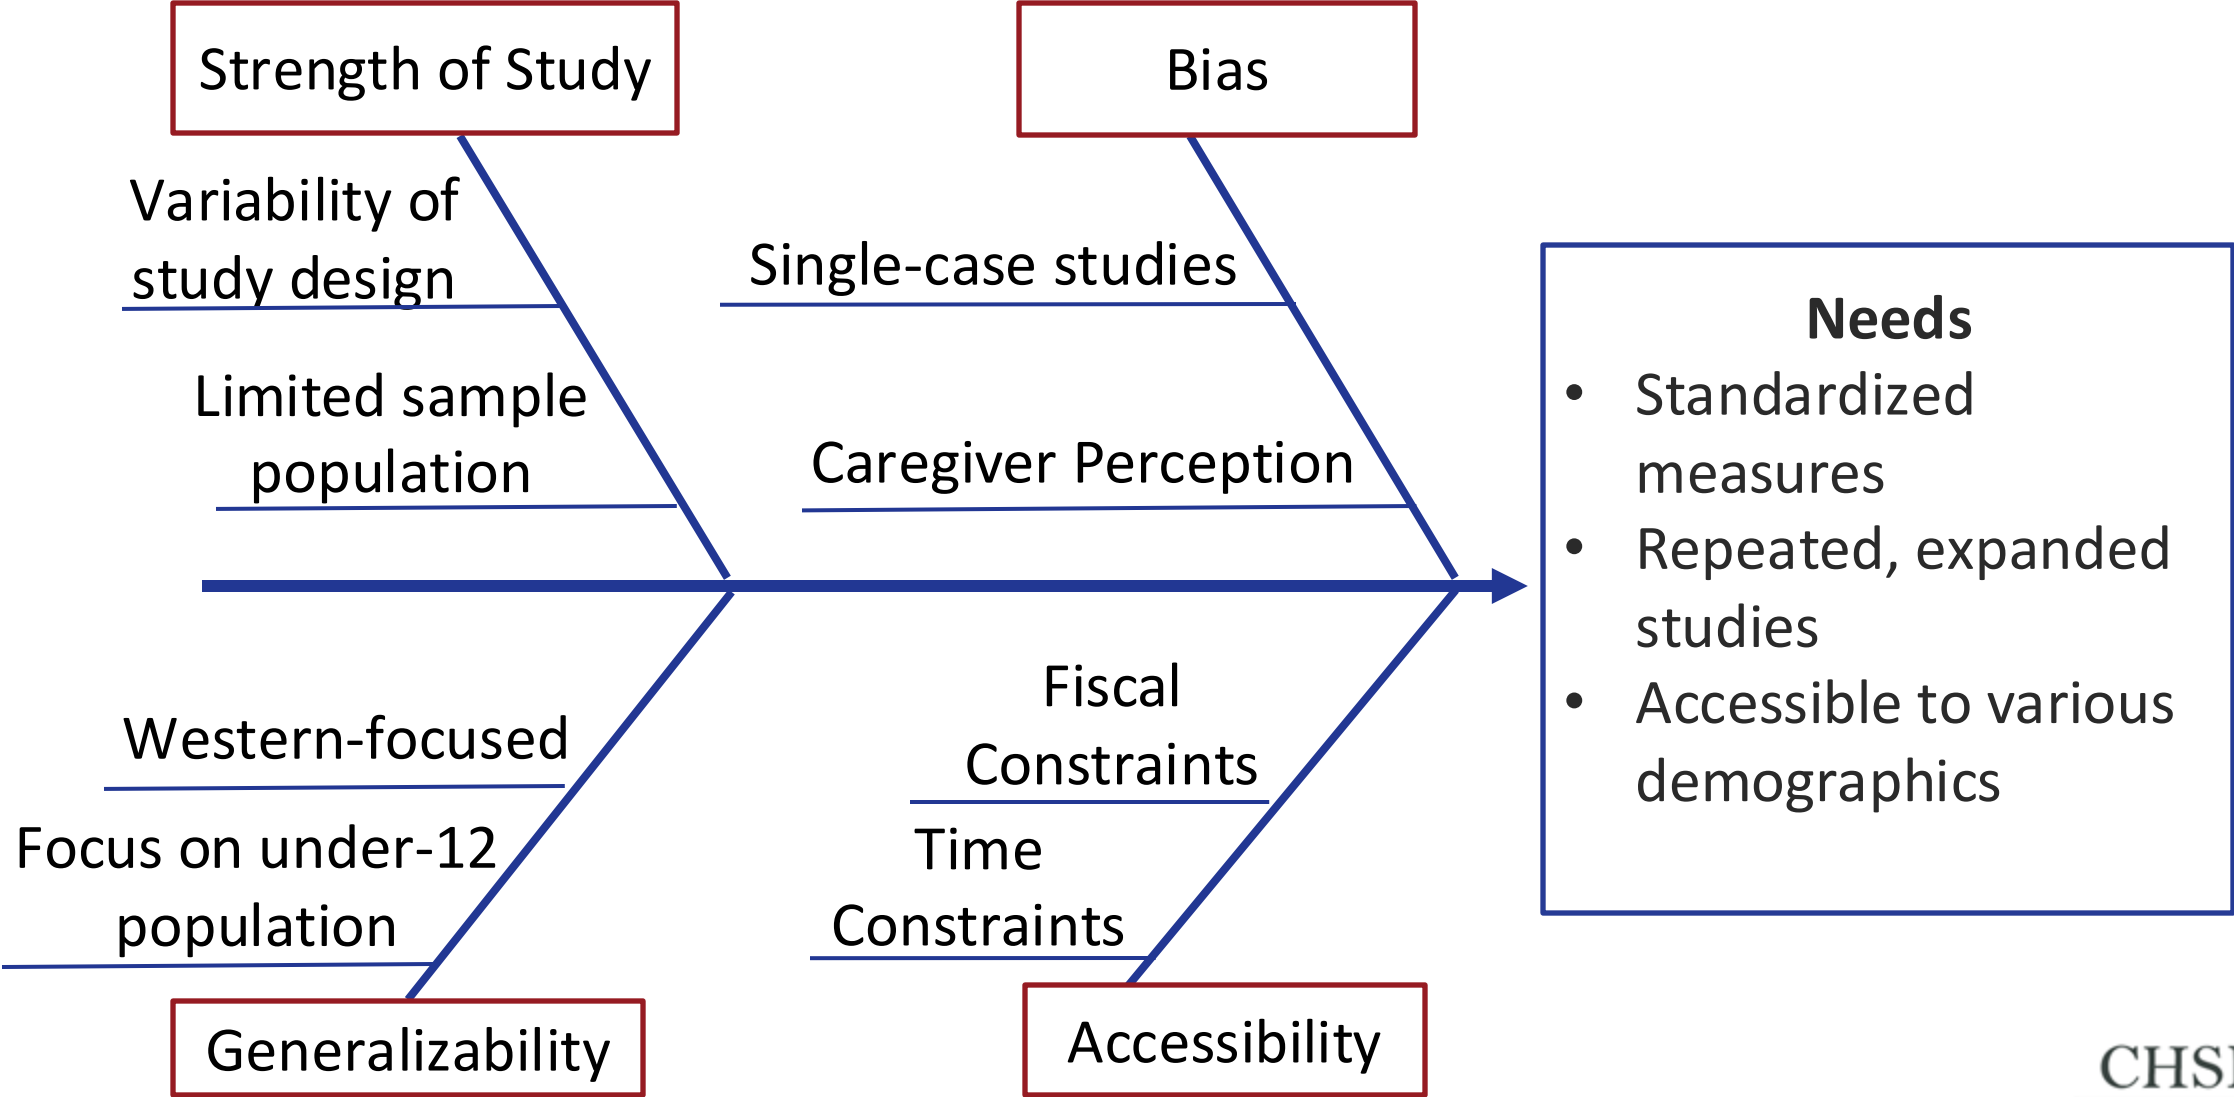 Strength of Study
Variability of
study design
Limited sample
population
Bias
Single-case studies
Caregiver Perception
Western-focused
Focus on under-12
population
Generalizability
Fiscal
Constraints
Time
Constraints
Accessibility
Needs
• Standardized
measures
• Repeated, expanded
studies
• Accessible to various
demographics